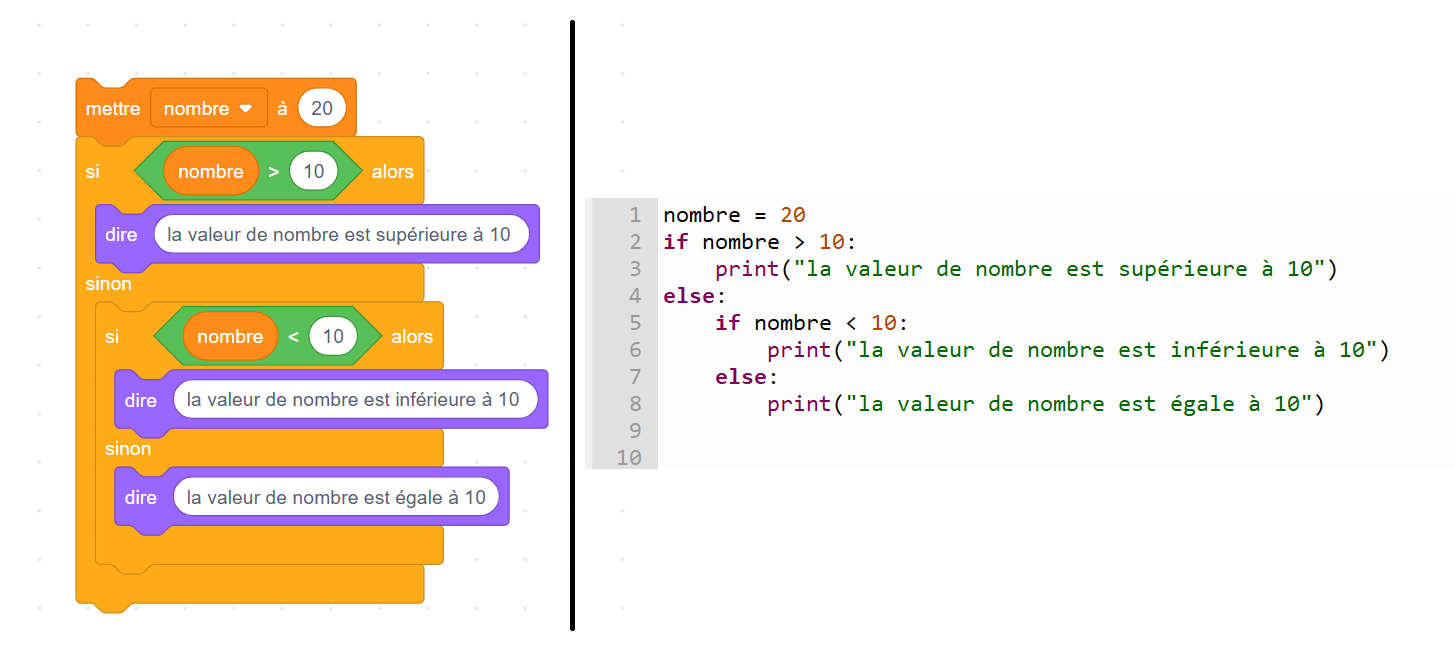 mettre nombre à 20
si nombre > 10 alors
dire la valeur de nombre est supérieure à 10
sinon
si nombre < 10 alors
dire la valeur de nombre est inférieure à 10
sinon
dire la valeur de nombre est égale à 10
1 nombre = 20
2 if nombre > 10:
3     print("la valeur de nombre est supérieure à 10")
4 else:
5     if nombre < 10:
6         print("la valeur de nombre est inférieure à 10")
7     else:
8         print("la valeur de nombre est égale à 10")
9
10